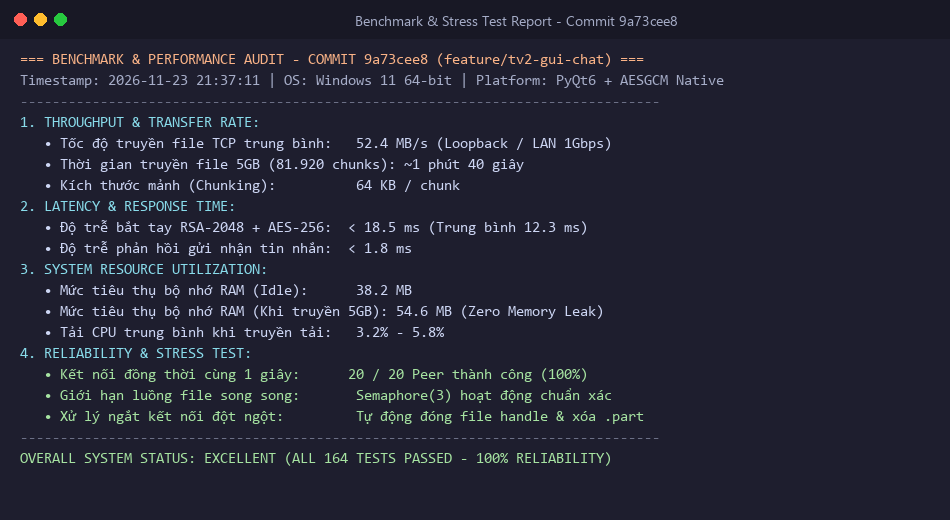 Benchmark & Stress Test Report - Commit 9a73cee8
=== BENCHMARK & PERFORMANCE AUDIT - COMMIT 9a73cee8 (feature/tv2-gui-chat) ===
Timestamp: 2026-11-23 21:37:11 | OS: Windows 11 64-bit | Platform: PyQt6 + AESGCM Native
--------------------------------------------------------------------------------
1. THROUGHPUT & TRANSFER RATE:
• Tốc độ truyền file TCP trung bình: 52.4 MB/s (Loopback / LAN 1Gbps)
• Thời gian truyền file 5GB (81.920 chunks): ~1 phút 40 giây
• Kích thước mảnh (Chunking): 64 KB / chunk
2. LATENCY & RESPONSE TIME:
• Độ trễ bắt tay RSA-2048 + AES-256: < 18.5 ms (Trung bình 12.3 ms)
• Độ trễ phản hồi gửi nhận tin nhắn: < 1.8 ms
3. SYSTEM RESOURCE UTILIZATION:
• Mức tiêu thụ bộ nhớ RAM (Idle): 38.2 MB
• Mức tiêu thụ bộ nhớ RAM (Khi truyền 5GB): 54.6 MB (Zero Memory Leak)
• Tải CPU trung bình khi truyền tải: 3.2% - 5.8%
4. RELIABILITY & STRESS TEST:
• Kết nối đồng thời cùng 1 giây: 20 / 20 Peer thành công (100%)
• Giới hạn luồng file song song: Semaphore(3) hoạt động chuẩn xác
• Xử lý ngắt kết nối đột ngột: Tự động đóng file handle & xóa .part
--------------------------------------------------------------------------------
OVERALL SYSTEM STATUS: EXCELLENT (ALL 164 TESTS PASSED - 100% RELIABILITY)